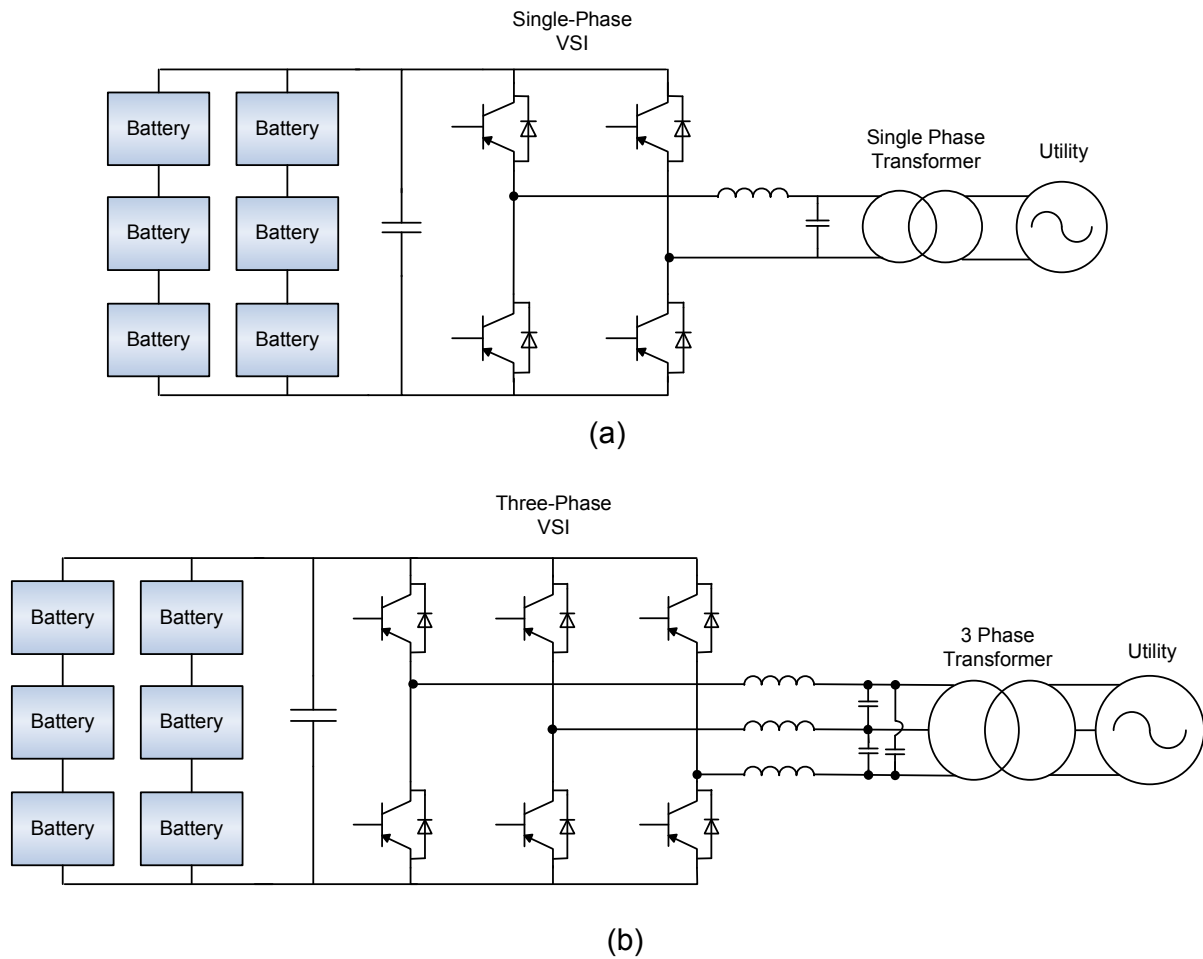 Single-Phase
VSI
Battery
Battery
Single Phase
Transformer
Utility
Battery
Battery
Battery
Battery
(a)
Three-Phase
VSI
Battery
Battery
3 Phase
Transformer
Utility
Battery
Battery
Battery
Battery
(b)